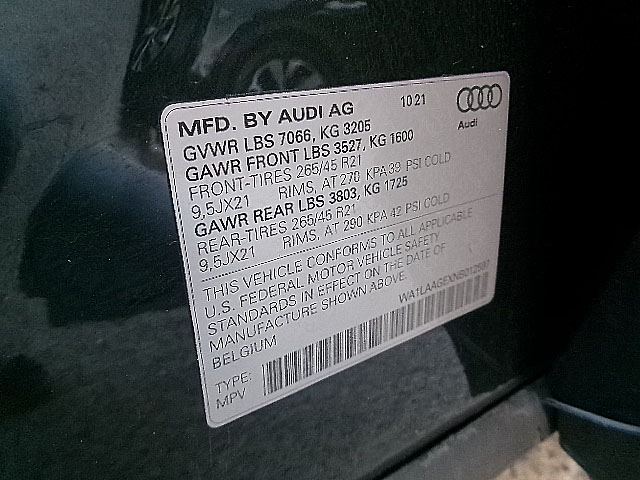 MFD. BY AUDI AG 10 21
Audi
GVWR LBS 7066, KG 3205
GAWR FRONT LBS 3527, KG 1600
FRONT-TIRES 265/45 R21
9,5JX21 RIMS, AT 270 KPA 39 PSI COLD
GAWR REAR LBS 3803, KG 1725
REAR-TIRES 265/45 R21
9,5JX21 RIMS, AT 290 KPA 42 PSI COLD
THIS VEHICLE CONFORMS TO ALL APPLICABLE
U.S. FEDERAL MOTOR VEHICLE SAFETY
STANDARDS IN EFFECT ON THE DATE OF
MANUFACTURE SHOWN ABOVE.
BELGIUM
TYPE:
MPV